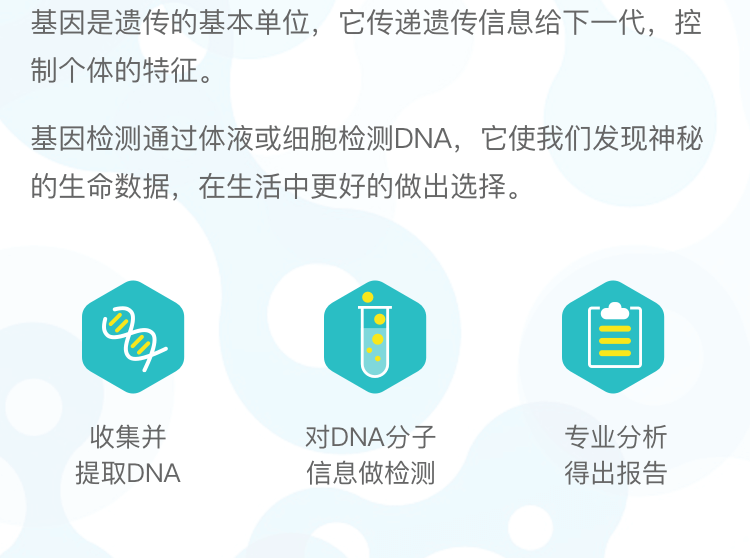 基因是遗传的基本单位，它传递遗传信息给下一代，控
制个体的特征。
基因检测通过体液或细胞检测DNA，它使我们发现神秘
的生命数据，在生活中更好的做出选择。
收集并
提取DNA
对DNA分子
信息做检测
专业分析
得出报告